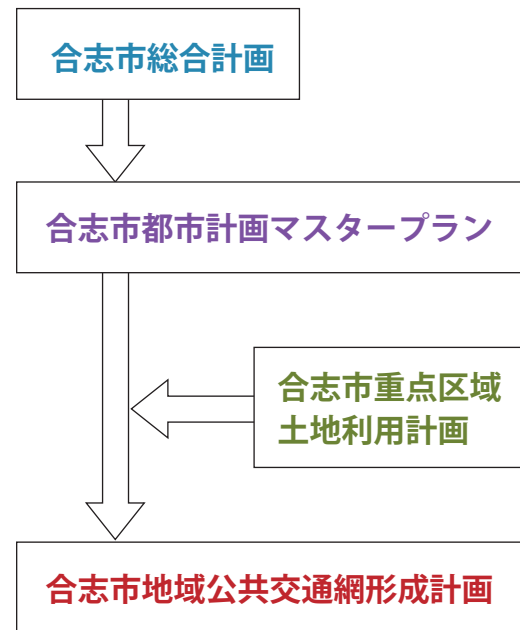 合志市総合計画
合志市都市計画マスタープラン
合志市重点区域
土地利用計画
合志市地域公共交通網形成計画